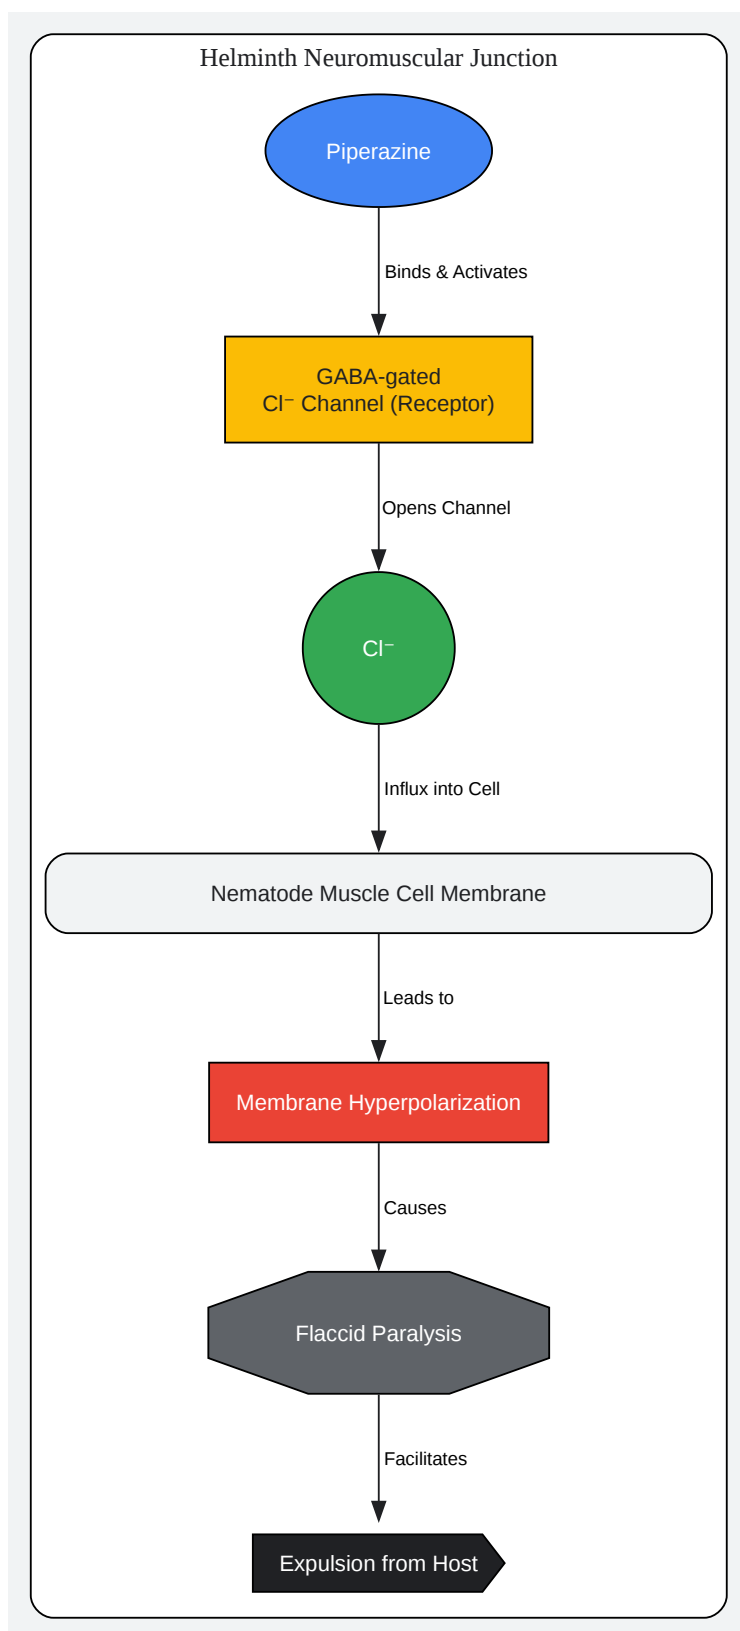 Helminth Neuromuscular Junction
Piperazine
Binds & Activates
GABA-gated
Cl⁻ Channel (Receptor)
Opens Channel
Cl⁻
Influx into Cell
Nematode Muscle Cell Membrane
Leads to
Membrane Hyperpolarization
Causes
Flaccid Paralysis
Facilitates
Expulsion from Host